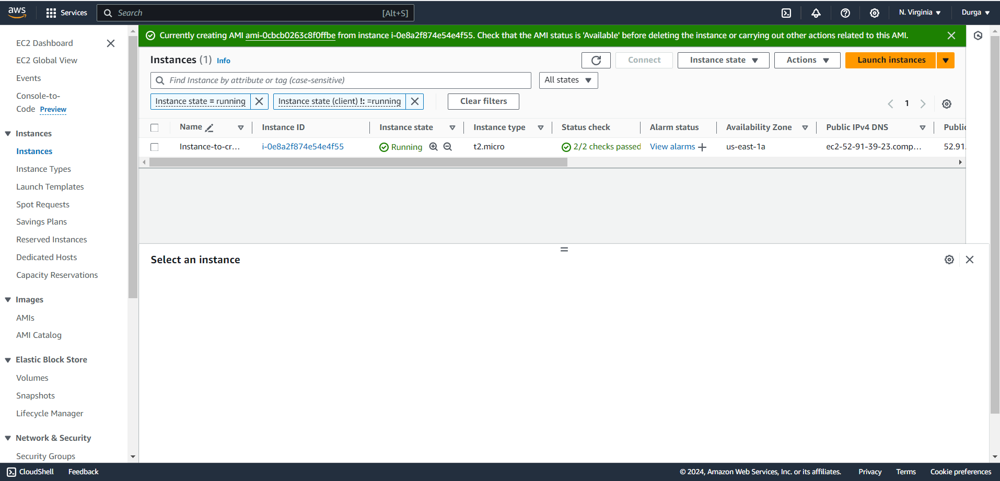 aws
Services
Search
[Alt+S]
N. Virginia
Durga
EC2 Dashboard
EC2 Global View
Events
Console-to-
Code Preview
Instances
Instances
Instance Types
Launch Templates
Spot Requests
Savings Plans
Reserved Instances
Dedicated Hosts
Capacity Reservations
Images
AMIs
AMI Catalog
Elastic Block Store
Volumes
Snapshots
Lifecycle Manager
Network & Security
Security Groups
Currently creating AMI ami-0cbcb0263c8f0ffbe from instance i-0e8a2f874e54e4f55. Check that the AMI status is 'Available' before deleting the instance or carrying out other actions related to this AMI.
Instances (1) Info
Connect
Instance state
Actions
Launch instances
Find Instance by attribute or tag (case-sensitive)
All states
Instance state = running
Instance state (client) !: =running
Clear filters
1
Name Instance ID Instance state Instance type Status check Alarm status Availability Zone Public IPv4 DNS Public
Instance-to-cr... i-0e8a2f874e54e4f55 Running t2.micro 2/2 checks passed View alarms us-east-1a ec2-52-91-39-23.comp... 52.91.
Select an instance
CloudShell
Feedback
© 2024, Amazon Web Services, Inc. or its affiliates.
Privacy
Terms
Cookie preferences